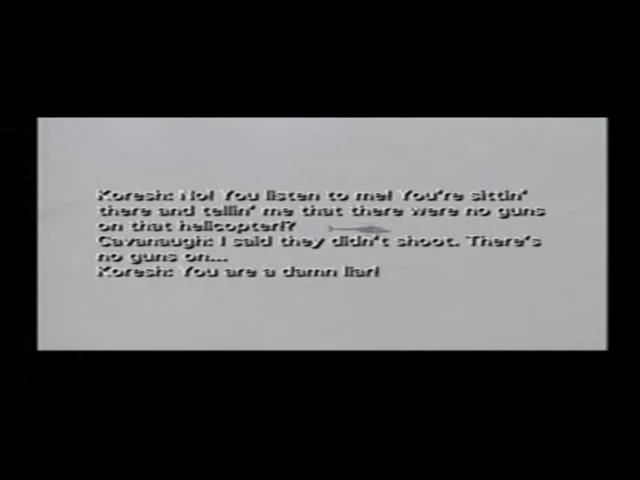 Koresh: No! You listen to me! You're sittin'
there and tellin' me that there were no guns
on that helicopter!?
Cavanaugh: I said they didn't shoot. There's
no guns on...
Koresh: You are a damn liar!